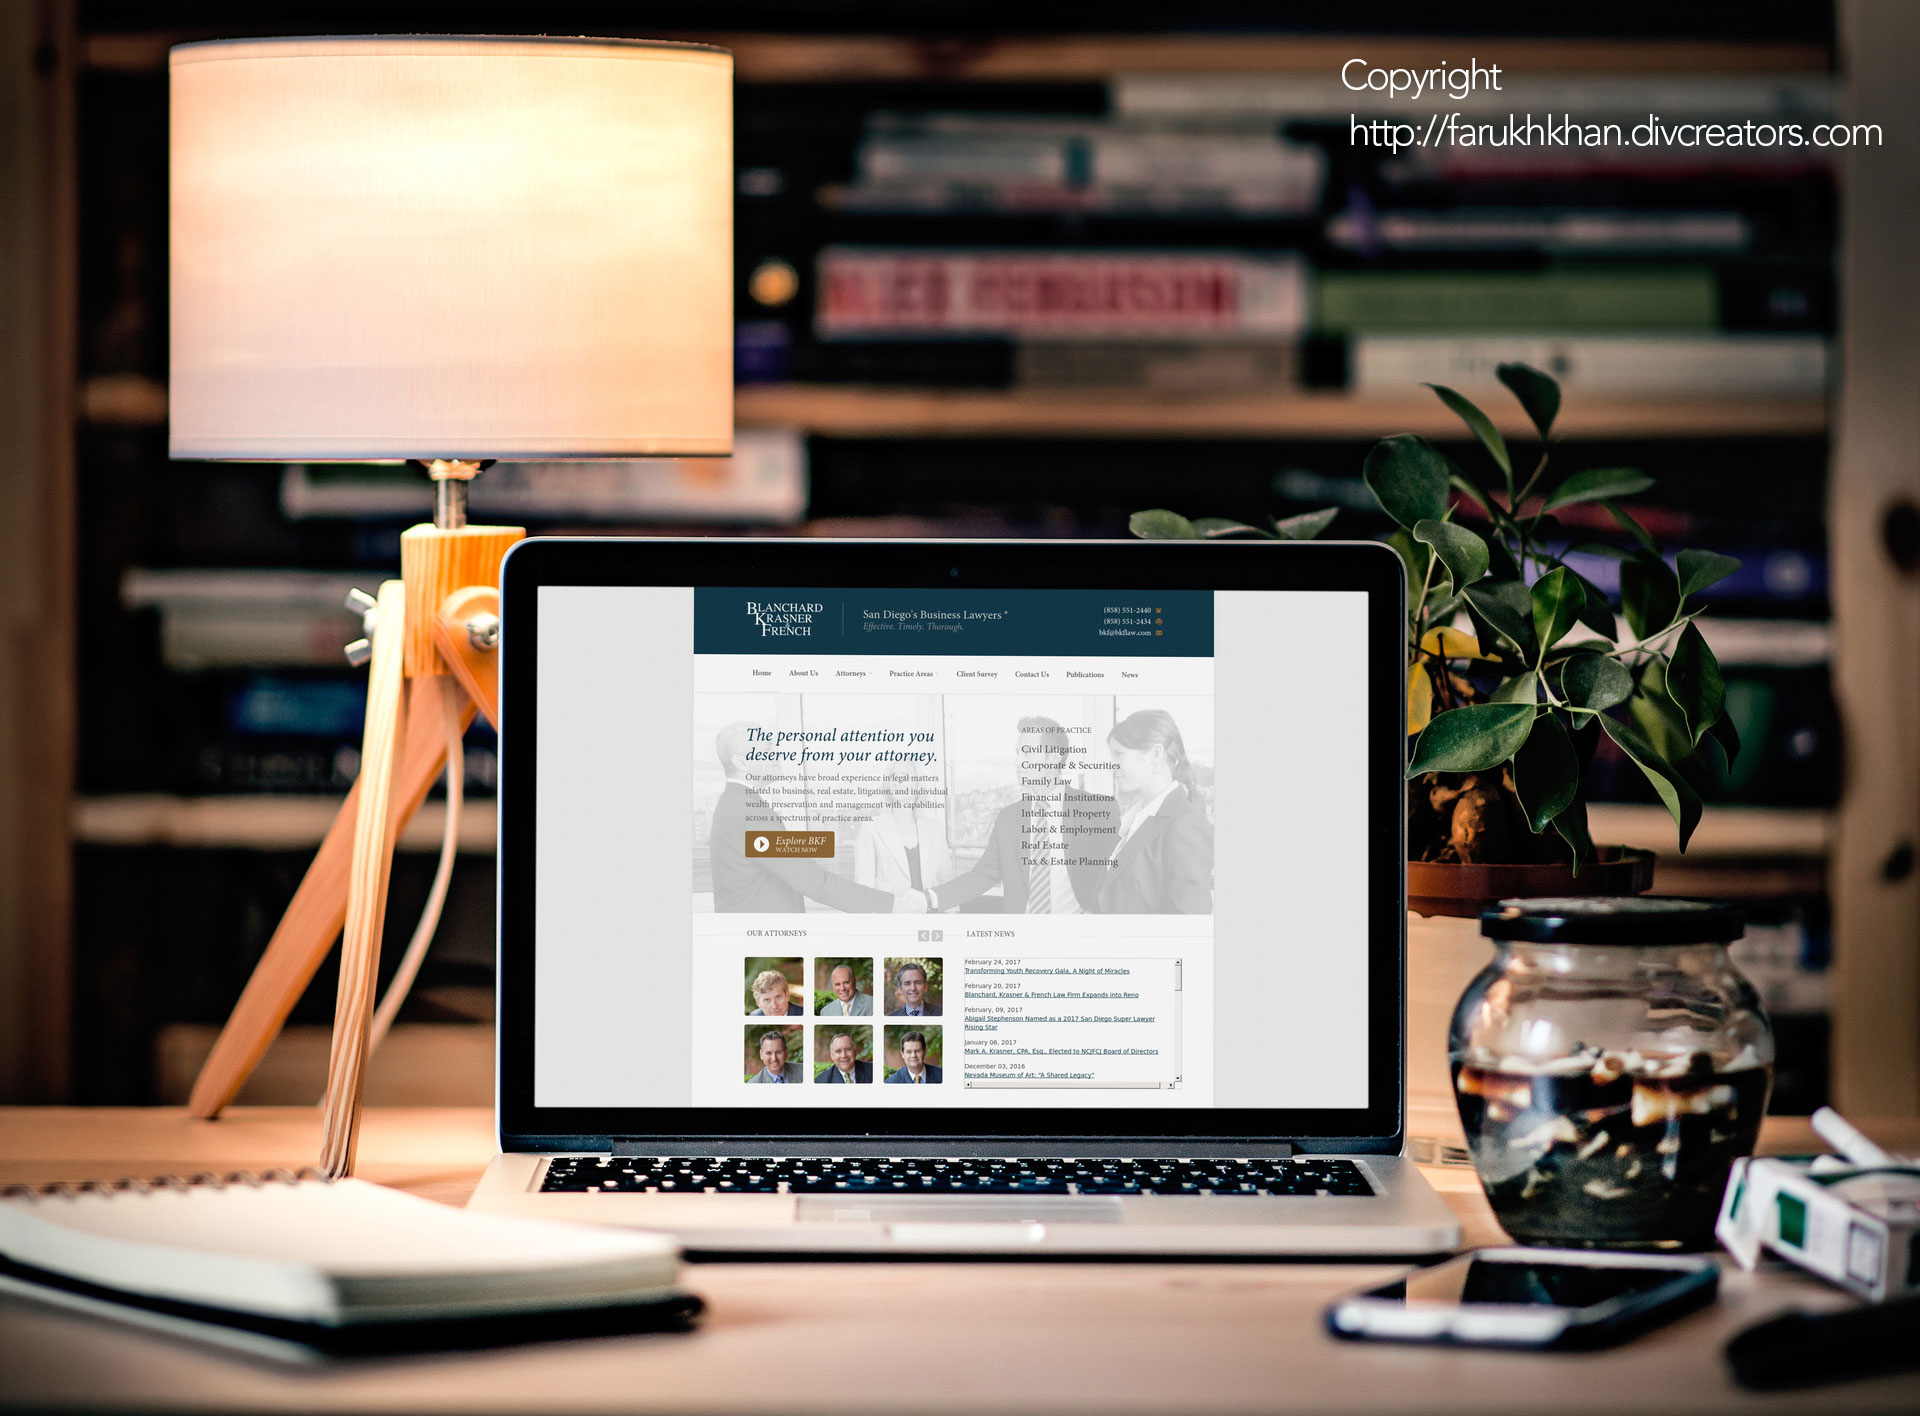 Copyright
http://farukhkhan.divcreators.com
BLANCHARD
KRASNER
& FRENCH
San Diego's Business Lawyers ®
Effective. Timely. Thorough.
(858) 551-2440
(858) 551-2434
bkf@bkflaw.com
Home About Us Attorneys Practice Areas Client Survey Contact Us Publications News
The personal attention you
deserve from your attorney.
Our attorneys have broad experience in legal matters
related to business, real estate, litigation, and individual
wealth preservation and management with capabilities
across a spectrum of practice areas.
Explore BKF
WATCH NOW
AREAS OF PRACTICE
Civil Litigation
Corporate & Securities
Family Law
Financial Institutions
Intellectual Property
Labor & Employment
Real Estate
Tax & Estate Planning
OUR ATTORNEYS
LATEST NEWS
February 24, 2017
Transforming Youth Recovery Gala, A Night of Miracles
February 20, 2017
Blanchard, Krasner & French Law Firm Expands into Reno
February, 09, 2017
Abigail Stephenson Named as a 2017 San Diego Super Lawyer
Rising Star
January 06, 2017
Mark A. Krasner, CPA, Esq., Elected to NCJFCJ Board of Directors
December 03, 2016
Nevada Museum of Art: "A Shared Legacy"